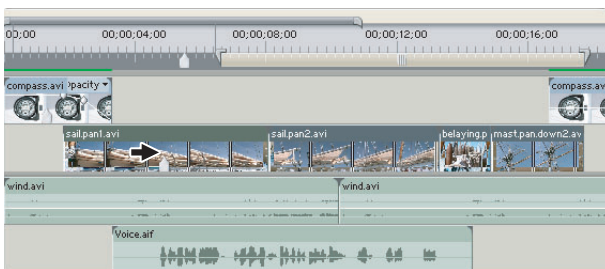 00;00 00;00;04;00 00;00;08;00 00;00;12;00 00;00;16;00
compass.avi pacity compass.av
sail.pan1.avi sail.pan2.avi belaying.p mast.pan.down2.av
wind.avi wind.avi
Voice.aif